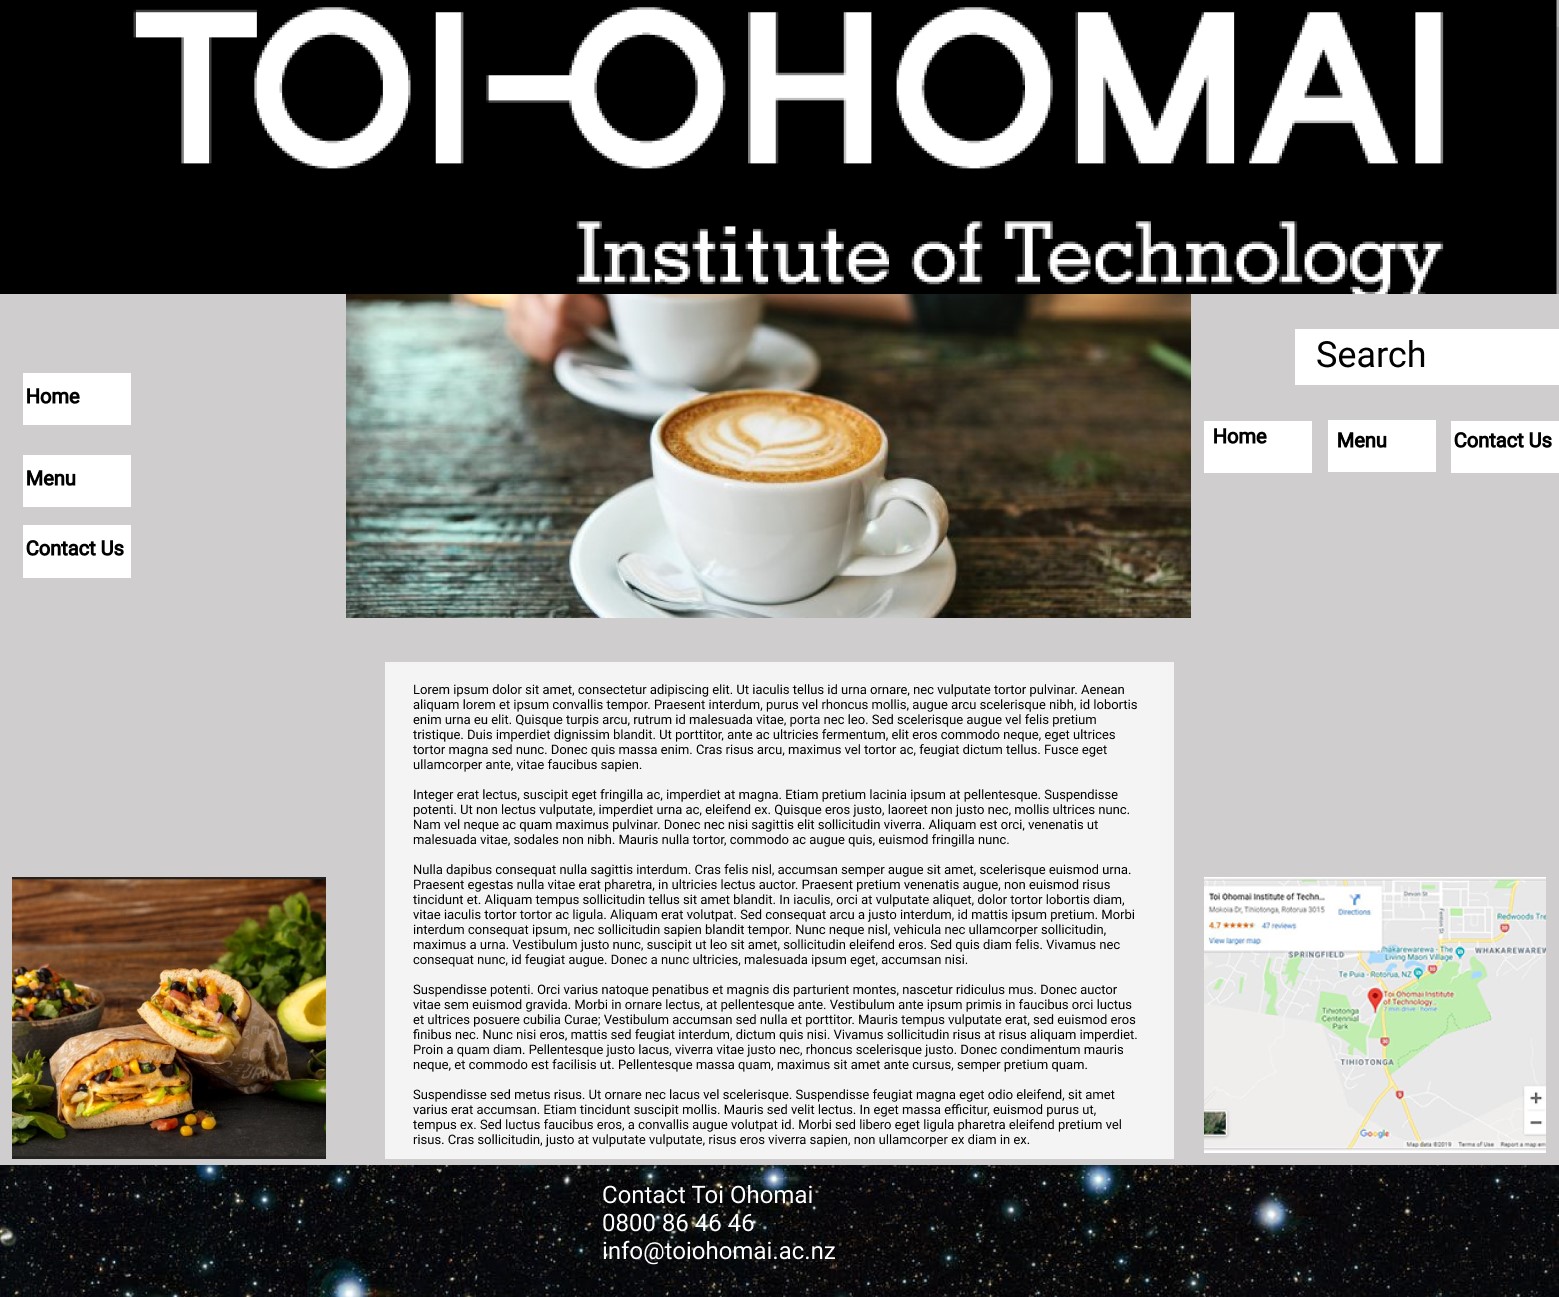 TOI-OHOMAI
Institute of Technology
Search
Home
Menu
Contact Us
Home
Menu
Contact Us
Lorem ipsum dolor sit amet, consectetur adipiscing elit. Ut iaculis tellus id urna ornare, nec vulputate tortor pulvinar. Aenean
aliquam lorem et ipsum convallis tempor. Praesent interdum, purus vel rhoncus mollis, augue arcu scelerisque nibh, id lobortis
enim urna eu elit. Quisque turpis arcu, rutrum id malesuada vitae, porta nec leo. Sed scelerisque augue vel felis pretium
tristique. Duis imperdiet dignissim blandit. Ut porttitor, ante ac ultricies fermentum, elit eros commodo neque, eget ultrices
tortor magna sed nunc. Donec quis massa enim. Cras risus arcu, maximus vel tortor ac, feugiat dictum tellus. Fusce eget
ullamcorper ante, vitae faucibus sapien.
Integer erat lectus, suscipit eget fringilla ac, imperdiet at magna. Etiam pretium lacinia ipsum at pellentesque. Suspendisse
potenti. Ut non lectus vulputate, imperdiet urna ac, eleifend ex. Quisque eros justo, laoreet non justo nec, mollis ultrices nunc.
Nam vel neque ac quam maximus pulvinar. Donec nec nisi sagittis elit sollicitudin viverra. Aliquam est orci, venenatis ut
malesuada vitae, sodales non nibh. Mauris nulla tortor, commodo ac augue quis, euismod fringilla nunc.
Nulla dapibus consequat nulla sagittis interdum. Cras felis nisl, accumsan semper augue sit amet, scelerisque euismod urna.
Praesent egestas nulla vitae erat pharetra, in ultricies lectus auctor. Praesent pretium venenatis augue, non euismod risus
tincidunt et. Aliquam tempus sollicitudin tellus sit amet blandit. In iaculis, orci at vulputate aliquet, dolor tortor lobortis diam,
vitae iaculis tortor tortor ac ligula. Aliquam erat volutpat. Sed consequat arcu a justo interdum, id mattis ipsum pretium. Morbi
interdum consequat ipsum, nec sollicitudin sapien blandit tempor. Nunc neque nisl, vehicula nec ullamcorper sollicitudin,
maximus a urna. Vestibulum justo nunc, suscipit ut leo sit amet, sollicitudin eleifend eros. Sed quis diam felis. Vivamus nec
consequat nunc, id feugiat augue. Donec a nunc ultricies, malesuada ipsum eget, accumsan nisi.
Suspendisse potenti. Orci varius natoque penatibus et magnis dis parturient montes, nascetur ridiculus mus. Donec auctor
vitae sem euismod gravida. Morbi in ornare lectus, at pellentesque ante. Vestibulum ante ipsum primis in faucibus orci luctus
et ultrices posuere cubilia Curae; Vestibulum accumsan sed nulla et porttitor. Mauris tempus vulputate erat, sed euismod eros
finibus nec. Nunc nisi eros, mattis sed feugiat interdum, dictum quis nisi. Vivamus sollicitudin risus at risus aliquam imperdiet.
Proin a quam diam. Pellentesque justo lacus, viverra vitae justo nec, rhoncus scelerisque justo. Donec condimentum mauris
neque, et commodo est facilisis ut. Pellentesque massa quam, maximus sit amet ante cursus, semper pretium quam.
Suspendisse sed metus risus. Ut ornare nec lacus vel scelerisque. Suspendisse feugiat magna eget odio eleifend, sit amet
varius erat accumsan. Etiam tincidunt suscipit mollis. Mauris sed velit lectus. In eget massa efficitur, euismod purus ut,
tempus ex. Sed luctus faucibus eros, a convallis augue volutpat id. Morbi sed libero eget ligula pharetra eleifend pretium vel
risus. Cras sollicitudin, justo at vulputate vulputate, risus eros viverra sapien, non ullamcorper ex diam in ex.
Toi Ohomai Institute of Techn...
Mokoia Dr, Tihiotonga, Rotorua 3015
Directions
4.7 47 reviews
View larger map
Devon St
Redwoods Tre
SPRINGFIELD
Whakarewarewa - The
Living Maori Village
WHAKAREWAREW
Te Puia - Rotorua, NZ
Toi Ohomai Institute
of Technology...
Tihiotonga
Centennial
Park
TIHIOTONGA
Google
Map data ©2019 Terms of Use Report a map err
Contact Toi Ohomai
0800 86 46 46
info@toiohomai.ac.nz